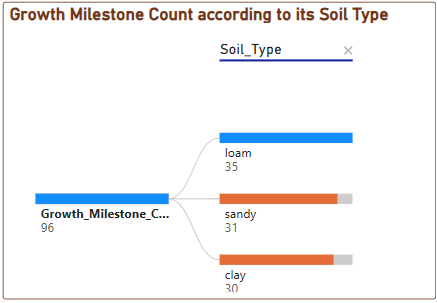 Growth Milestone Count according to its Soil Type
Soil_Type ×
loam
35
Growth_Milestone_C...
96
sandy
31
clay
30